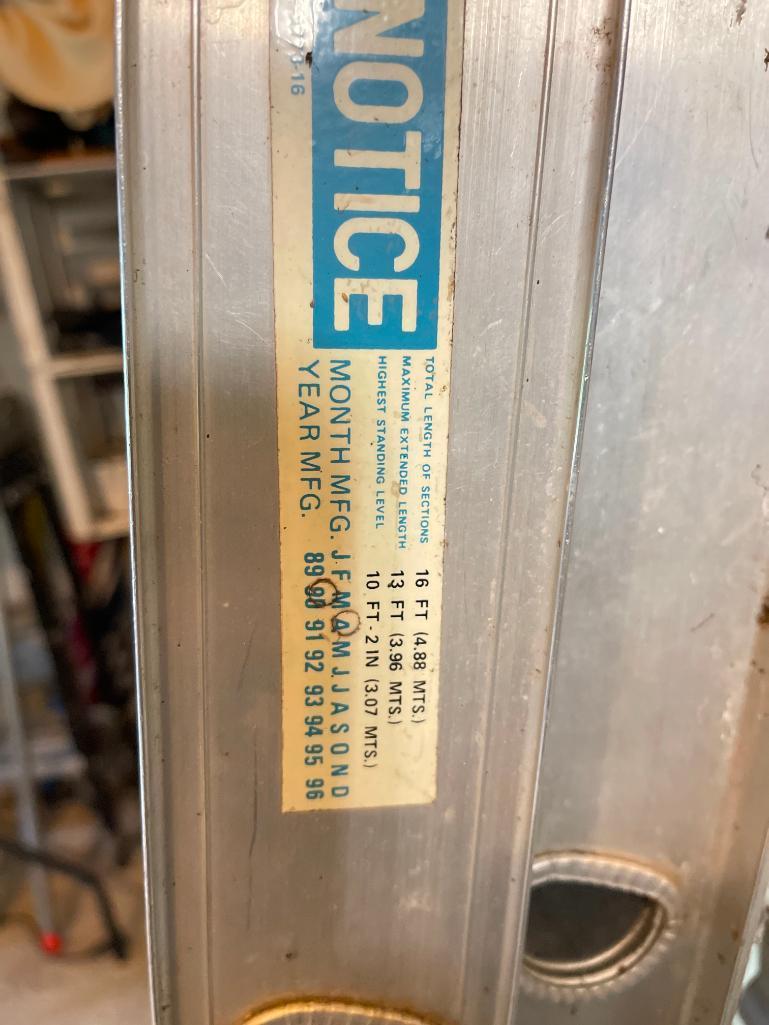 NOTICE
TOTAL LENGTH OF SECTIONS 16 FT (4.88 MTS.)
MAXIMUM EXTENDED LENGTH 13 FT (3.96 MTS.)
HIGHEST STANDING LEVEL 10 FT - 2 IN (3.07 MTS.)
MONTH MFG. J F M A M J J A S O N D
YEAR MFG. 89 90 91 92 93 94 95 96